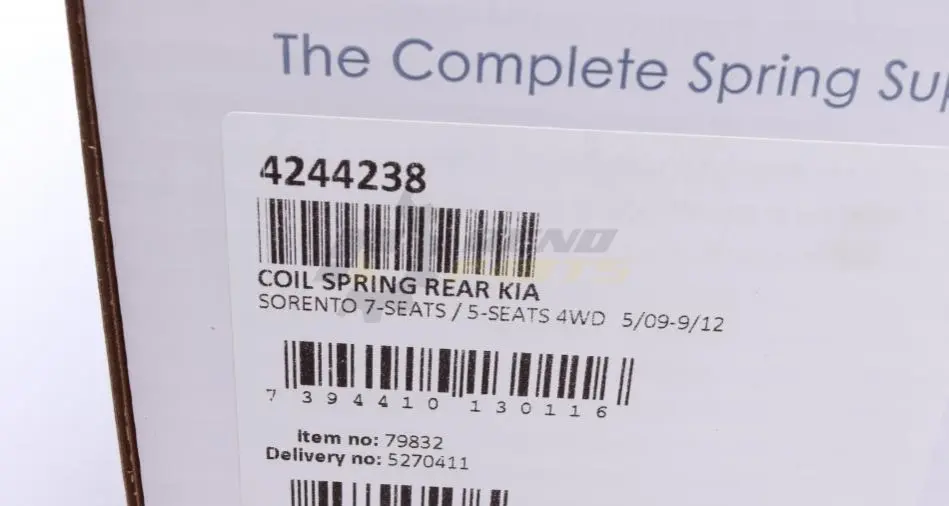 The Complete Spring
4244238
COIL SPRING REAR KIA
SORENTO 7-SEATS / 5-SEATS 4WD 5/09-9/12
7 394410 130116
Item no: 79832
Delivery no: 5270411